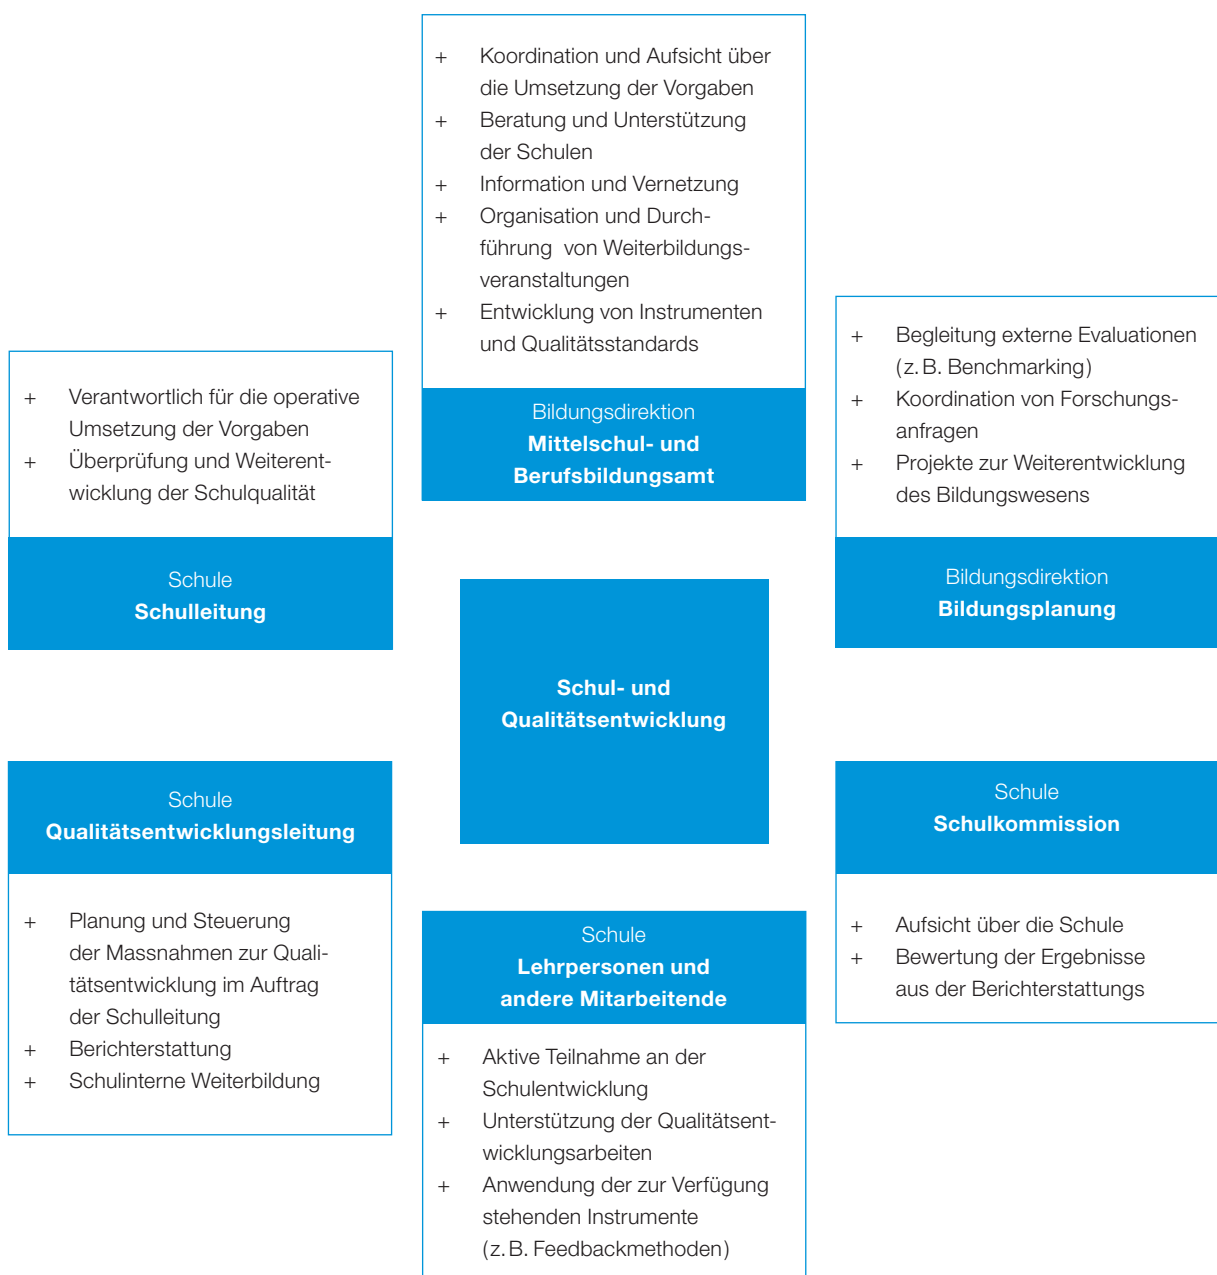 + Koordination und Aufsicht über
die Umsetzung der Vorgaben
+ Beratung und Unterstützung
der Schulen
+ Information und Vernetzung
+ Organisation und Durch-
führung von Weiterbildungs-
veranstaltungen
+ Entwicklung von Instrumenten
und Qualitätsstandards
Bildungsdirektion
Mittelschul- und
Berufsbildungsamt
+ Verantwortlich für die operative
Umsetzung der Vorgaben
+ Überprüfung und Weiterent-
wicklung der Schulqualität
Schule
Schulleitung
+ Begleitung externe Evaluationen
(z. B. Benchmarking)
+ Koordination von Forschungs-
anfragen
+ Projekte zur Weiterentwicklung
des Bildungswesens
Bildungsdirektion
Bildungsplanung
Schul- und
Qualitätsentwicklung
Schule
Qualitätsentwicklungsleitung
+ Planung und Steuerung
der Massnahmen zur Quali-
tätsentwicklung im Auftrag
der Schulleitung
+ Berichterstattung
+ Schulinterne Weiterbildung
Schule
Lehrpersonen und
andere Mitarbeitende
+ Aktive Teilnahme an der
Schulentwicklung
+ Unterstützung der Qualitätsent-
wicklungsarbeiten
+ Anwendung der zur Verfügung
stehenden Instrumente
(z. B. Feedbackmethoden)
Schule
Schulkommission
+ Aufsicht über die Schule
+ Bewertung der Ergebnisse
aus der Berichterstattungs